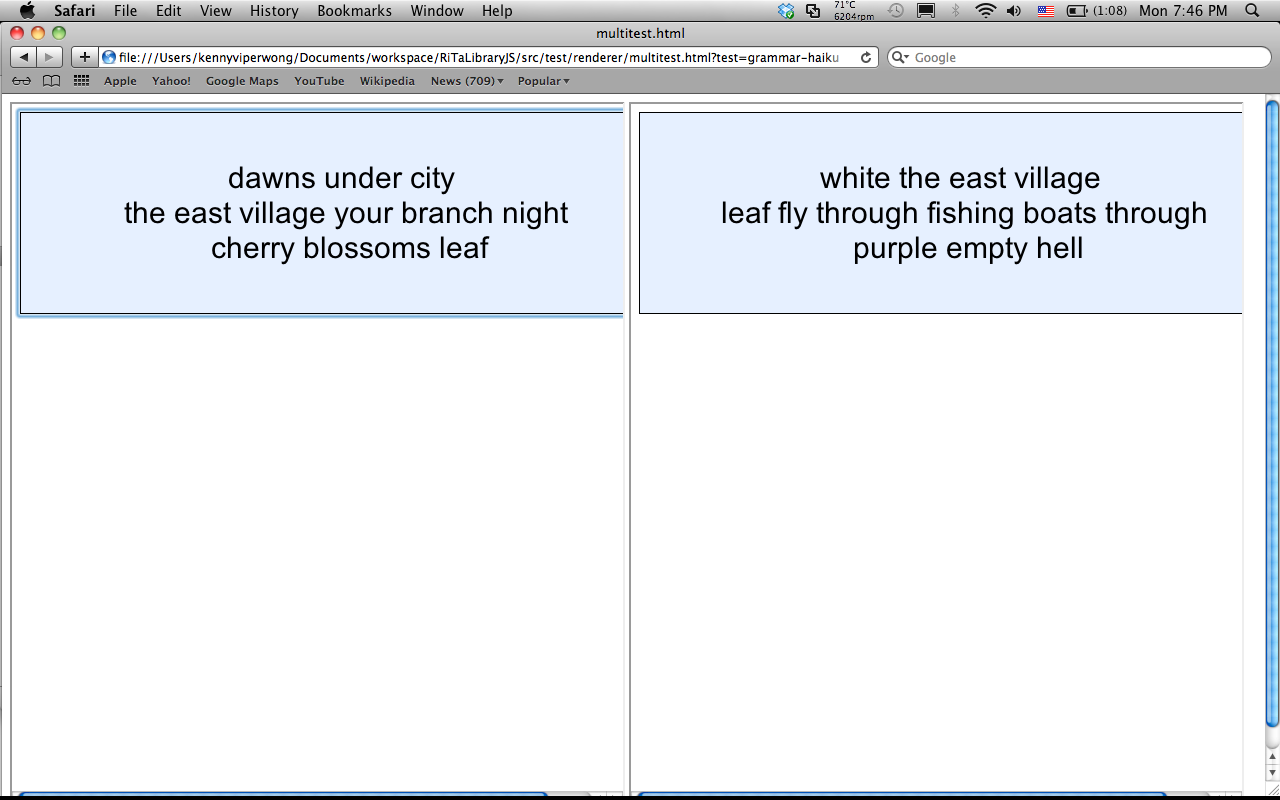 Safari File Edit View History Bookmarks Window Help 71°C 6204rpm (1:08) Mon 7:46 PM
multitest.html
file:///Users/kennyviperwong/Documents/workspace/RiTaLibraryJS/src/test/renderer/multitest.html?test=grammar-haiku Google
Apple Yahoo! Google Maps YouTube Wikipedia News (709) Popular
dawns under city
the east village your branch night
cherry blossoms leaf
white the east village
leaf fly through fishing boats through
purple empty hell